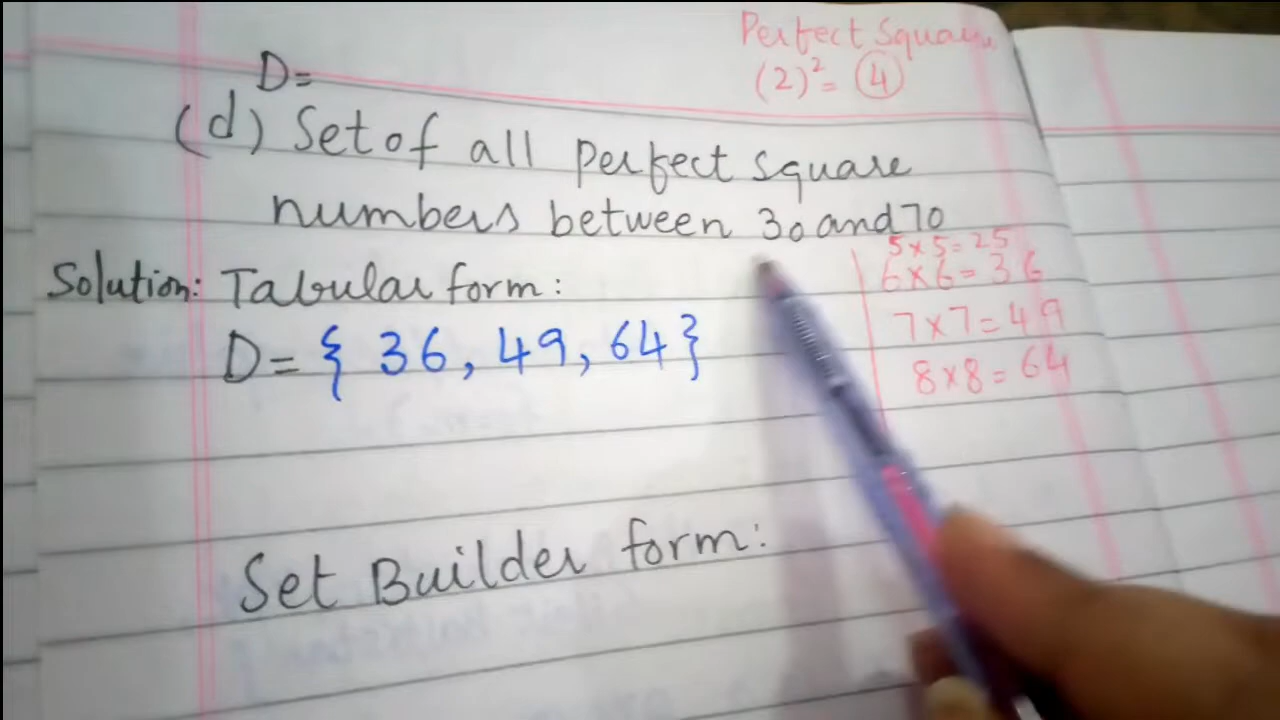 Perfect Square
(2)² = 4
D=
(d) Set of all perfect square
numbers between 30 and 70
5×5=25
6×6=36
7×7=49
8×8=64
Solution: Tabular form:
D= { 36, 49, 64}
Set Builder form: